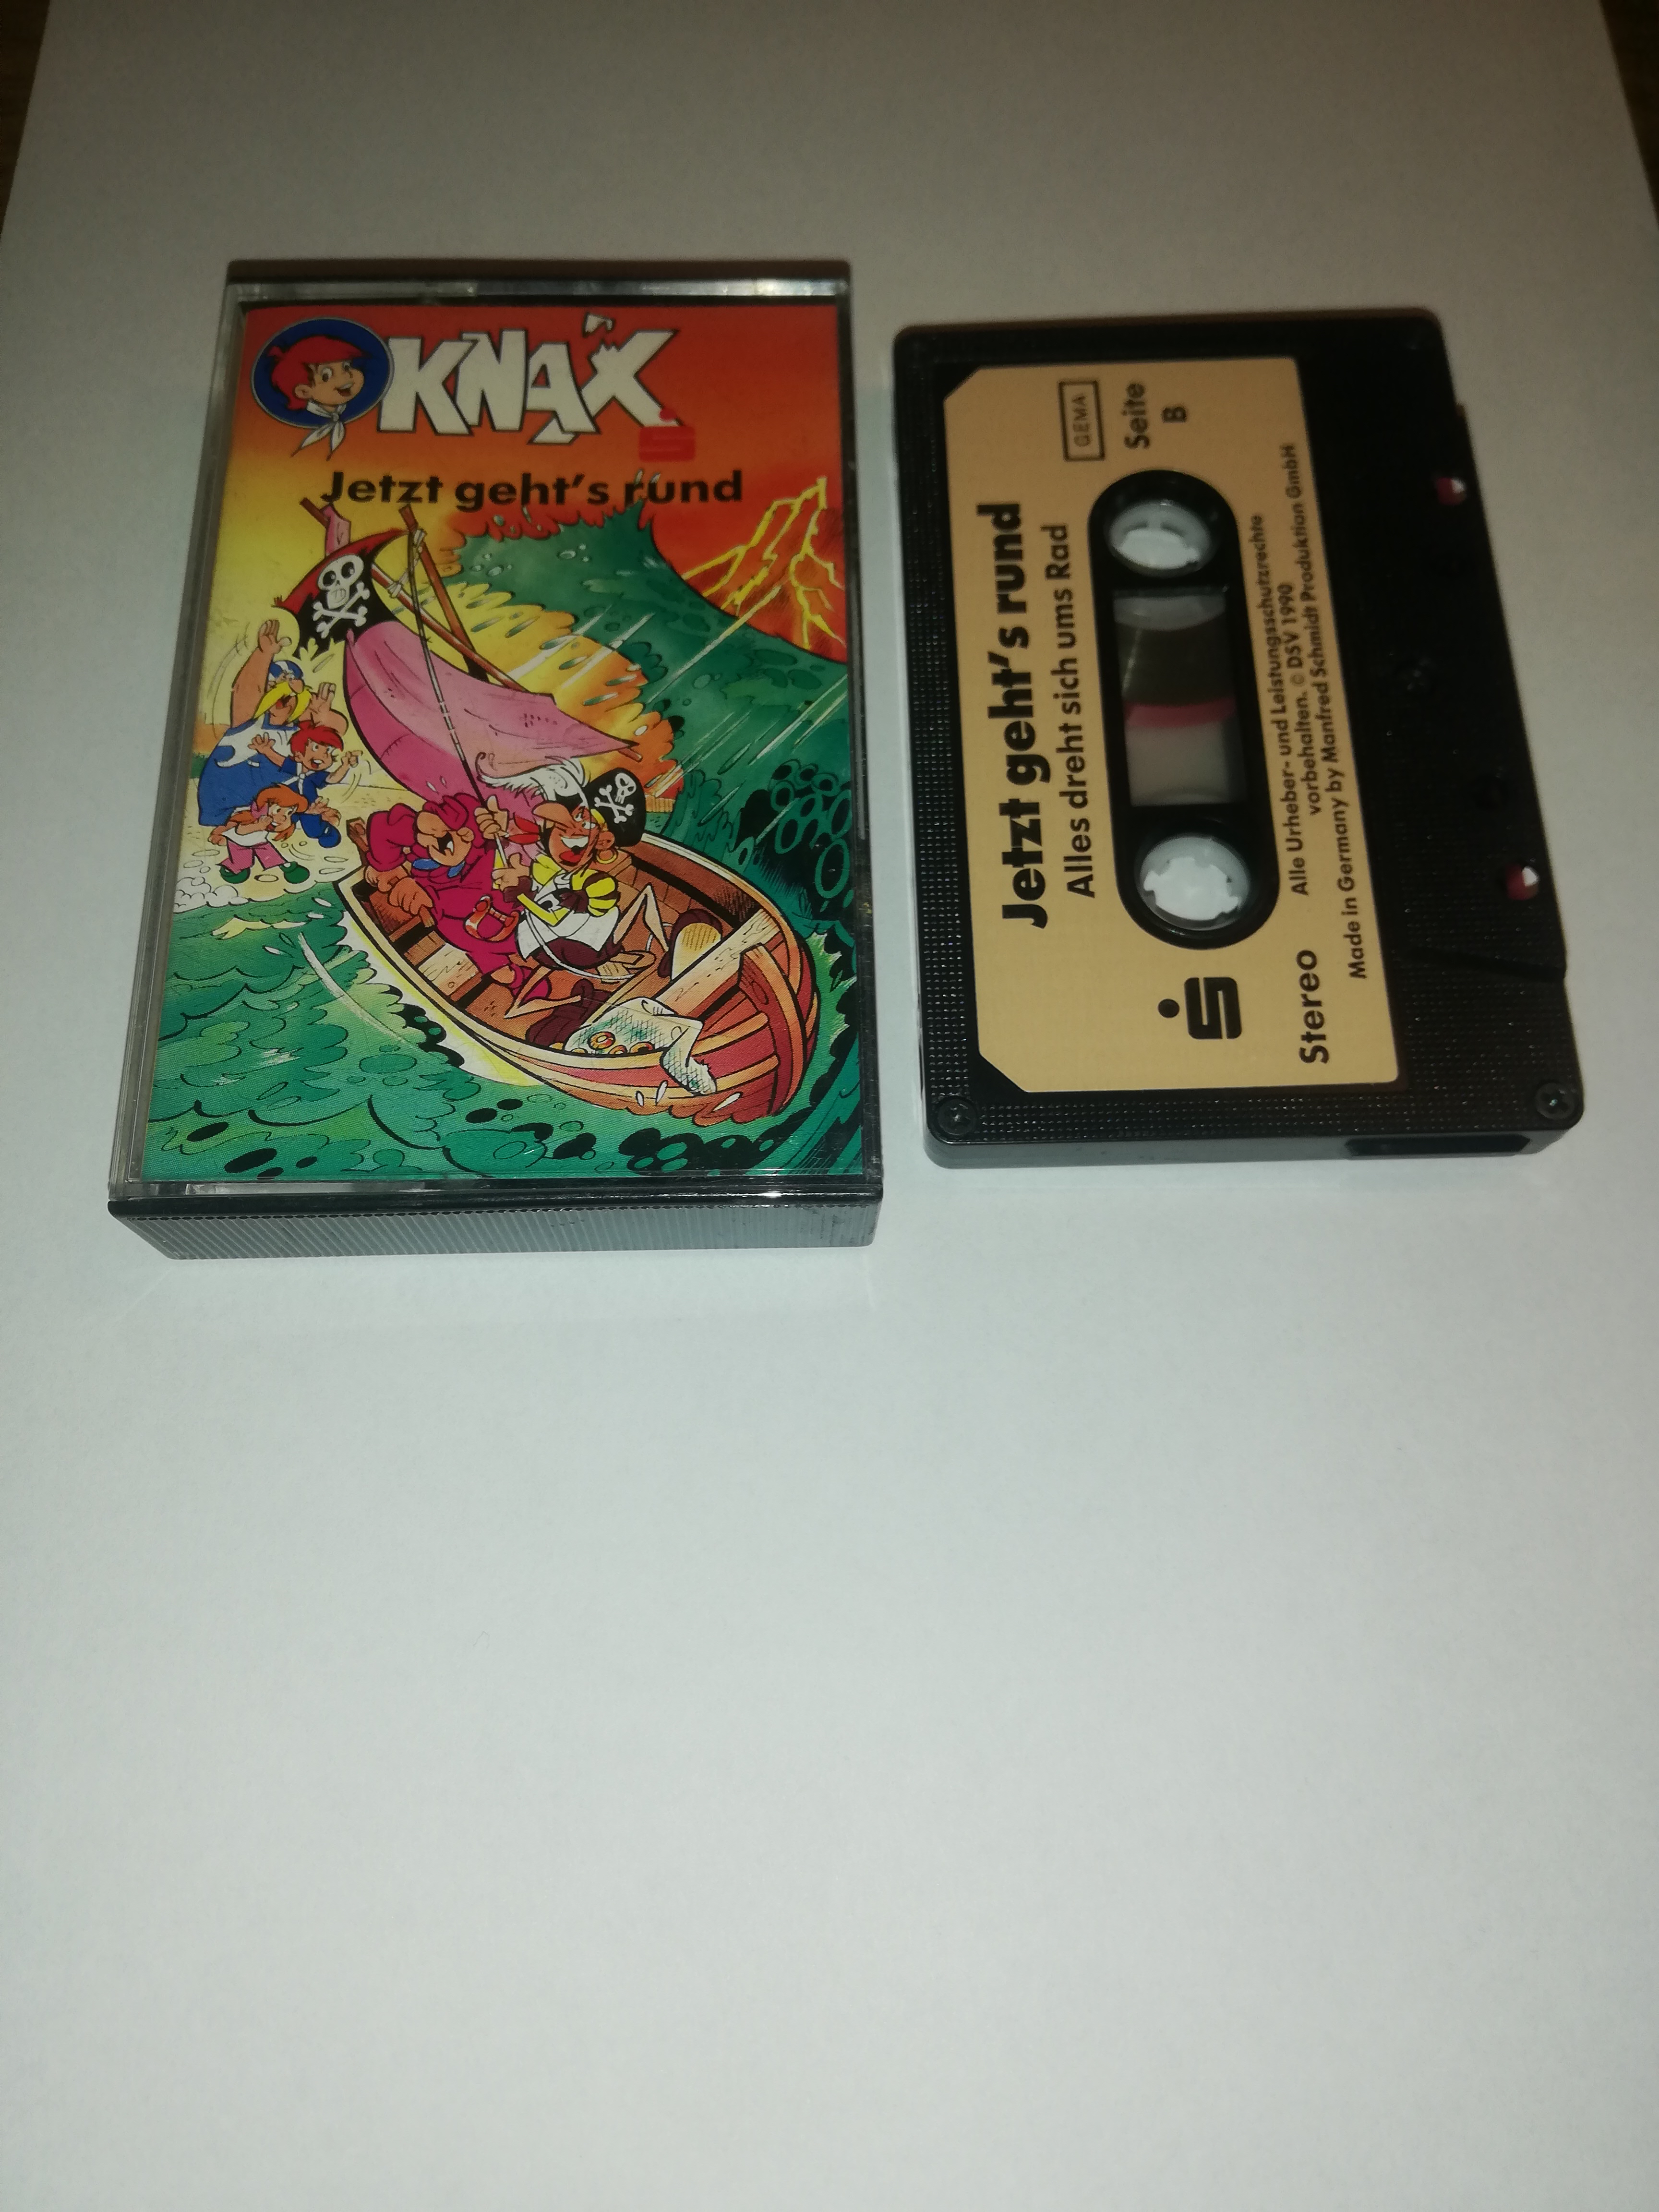 KNAX
Jetzt geht's rund
Jetzt geht's rund
Alles dreht sich ums Rad
GEMA
Seite
B
Stereo
Alle Urheber- und Leistungsschutzrechte
vorbehalten. © DSV 1990
Made in Germany by Manfred Schmidt Produktion GmbH